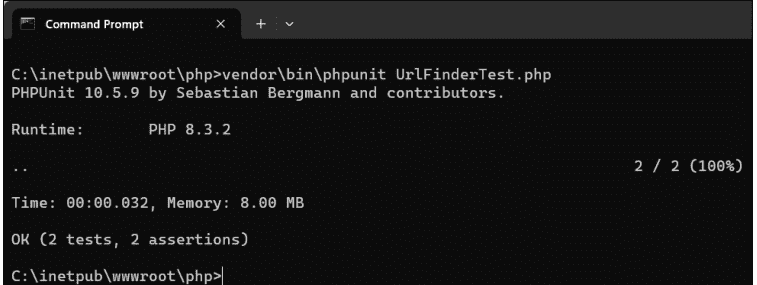 Command Prompt
C:\inetpub\wwwroot\php>vendor\bin\phpunit UrlFinderTest.php
PHPUnit 10.5.9 by Sebastian Bergmann and contributors.
Runtime:       PHP 8.3.2
..                                                                  2 / 2 (100%)
Time: 00:00.032, Memory: 8.00 MB
OK (2 tests, 2 assertions)
C:\inetpub\wwwroot\php>